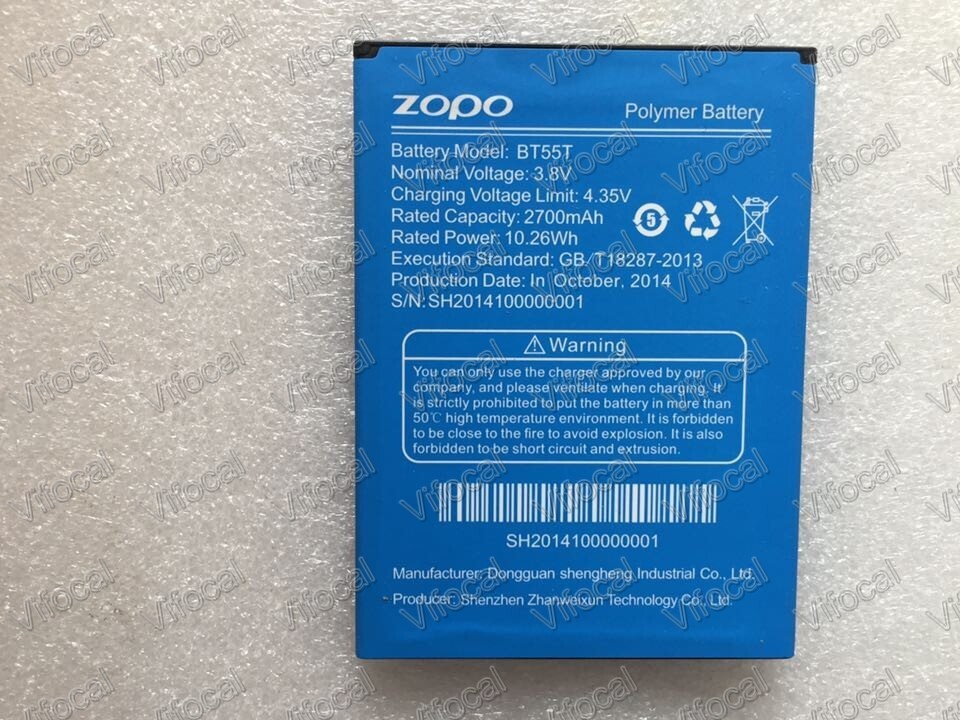 ZOPO
Polymer Battery
Battery Model: BT55T
Nominal Voltage: 3.8V
Charging Voltage Limit: 4.35V
Rated Capacity: 2700mAh
Rated Power: 10.26Wh
Execution Standard: GB/T18287-2013
Production Date: In October, 2014
S/N: SH2014100000001
5
Warning
You can only use the charger approved by our
company, and please ventilate when charging. It
is strictly prohibited to put the battery in more than
50℃ high temperature environment. It is forbidden
to be close to the fire to avoid explosion. It is also
forbidden to be short circuit and extrusion.
SH2014100000001
Manufacturer: Dongguan shengheng Industrial Co., Ltd.
Producer: Shenzhen Zhanweixun Technology Co., Ltd.
Vifocal